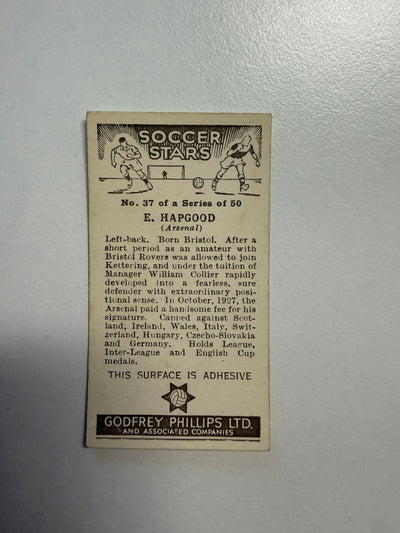 SOCCER
STARS
No. 37 of a Series of 50
E. HAPGOOD
(Arsenal)
Left-back. Born Bristol. After a
short period as an amateur with
Bristol Rovers was allowed to join
Kettering, and under the tuition of
Manager William Collier rapidly
developed into a fearless, sure
defender with extraordinary posi-
tional sense. In October, 1927, the
Arsenal paid a handsome fee for his
signature. Capped against Scot-
land, Ireland, Wales, Italy, Swit-
zerland, Hungary, Czecho-Slovakia
and Germany. Holds League,
Inter-League and English Cup
medals.
THIS SURFACE IS ADHESIVE
GODFREY PHILLIPS LTD.
AND ASSOCIATED COMPANIES